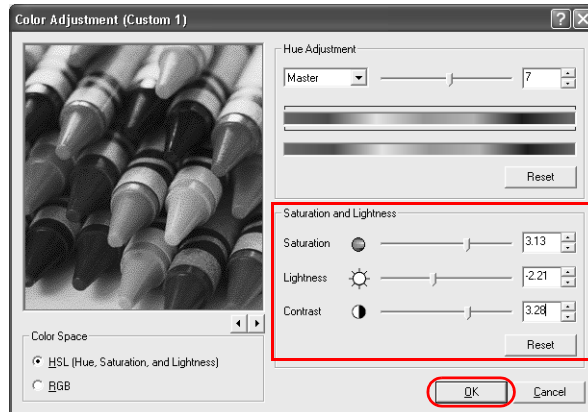 Color Adjustment (Custom 1)
Hue Adjustment
Master
7
Reset
Saturation and Lightness
Saturation
3.13
Lightness
-2.21
Contrast
3.28
Reset
Color Space
HSL (Hue, Saturation, and Lightness)
RGB
OK
Cancel